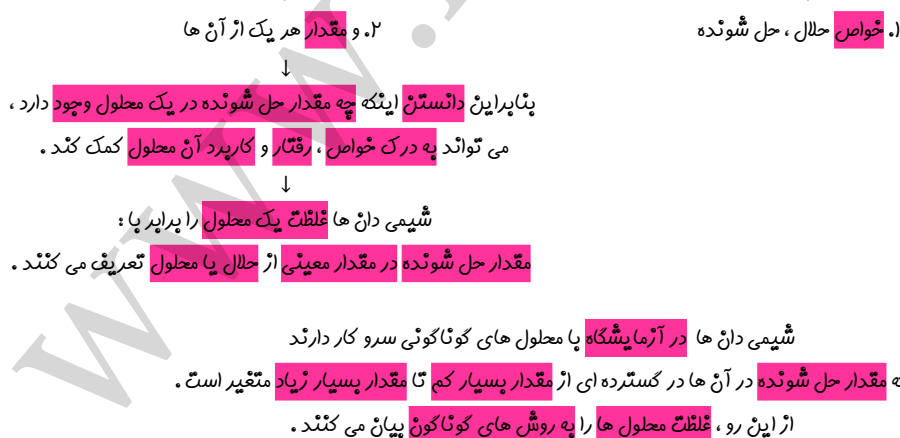 ۱. خواص حلال ، حل شونده
۲. و مقدار هر یک از آن ها
↓
بنابراین دانستن اینکه چه مقدار حل شونده در یک محلول وجود دارد ،
می تواند به درک خواص ، رفتار و کاربرد آن محلول کمک کند .
↓
شیمی دان ها غلظت یک محلول را برابر با :
مقدار حل شونده در مقدار معینی از حلال یا محلول تعریف می کنند .
شیمی دان ها در آزمایشگاه با محلول های گوناگونی سرو کار دارند
مقدار حل شونده در آن ها در گسترده ای از مقدار بسیار کم تا مقدار بسیار زیاد متغیر است .
از این رو ، غلظت محلول ها را به روش های گوناگون بیان می کنند .
WWW.